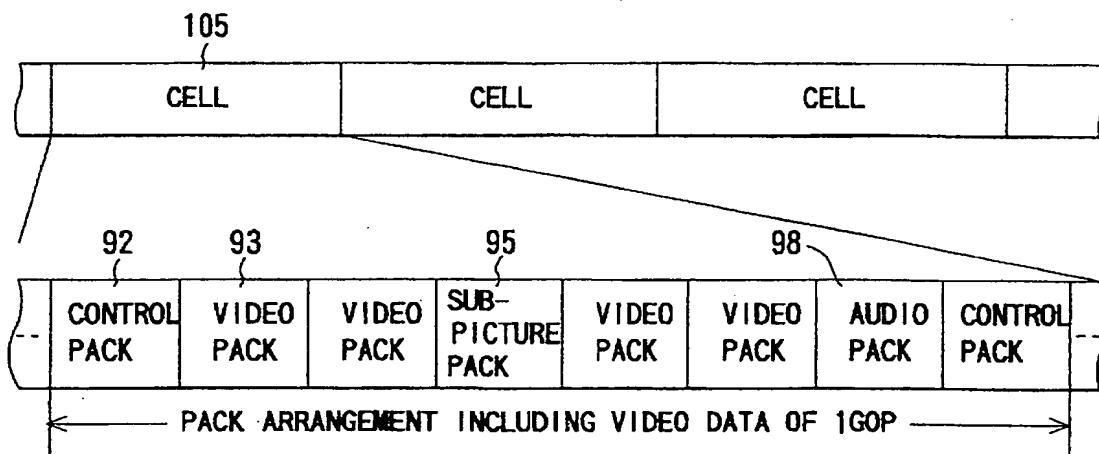 105
CELL CELL CELL
92 93 95 98
CONTROL PACK VIDEO PACK VIDEO PACK SUB-PICTURE PACK VIDEO PACK VIDEO PACK AUDIO PACK CONTROL PACK
PACK ARRANGEMENT INCLUDING VIDEO DATA OF 1GOP